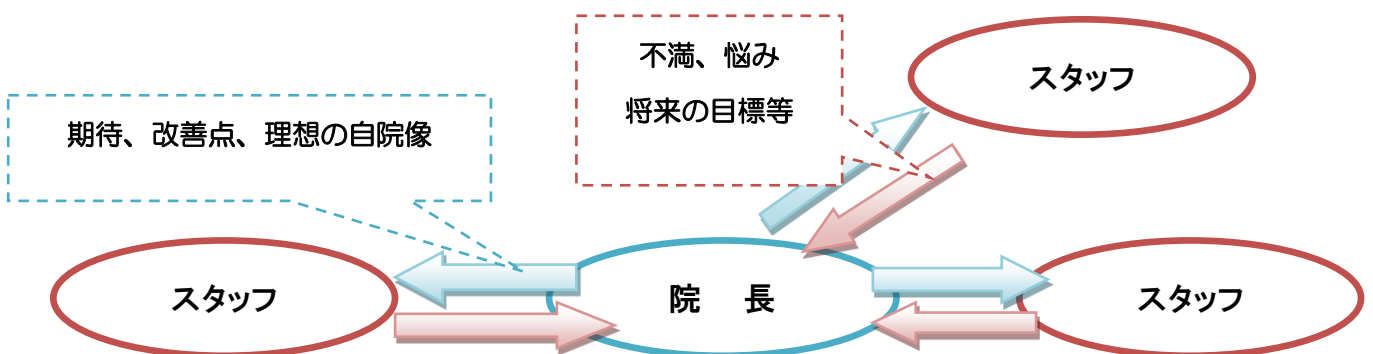 不満、悩み
将来の目標等
スタッフ
期待、改善点、理想の自院像
スタッフ
院　長
スタッフ